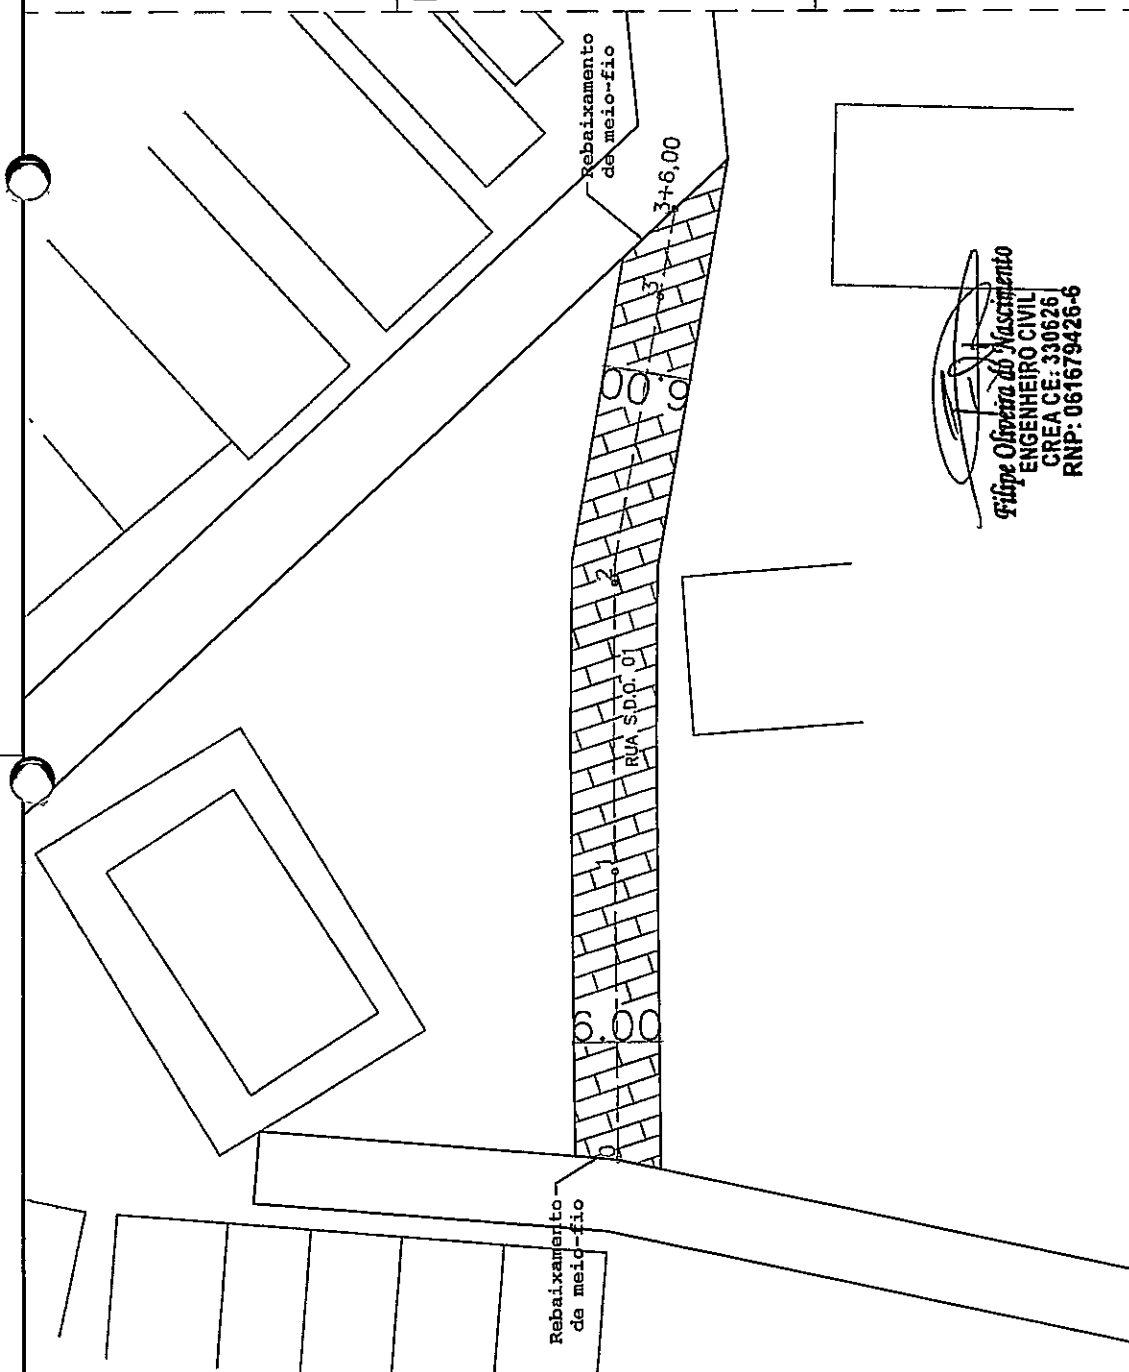 Rebaixamento
de meio-fio
3+6,00
3
6.00
2
RUA S.D.O. 01
1
6.00
0
Rebaixamento
de meio-fio
Filipe Oliveira do Nascimento
ENGENHEIRO CIVIL
CREA CE: 330626
RNP: 061679426-6